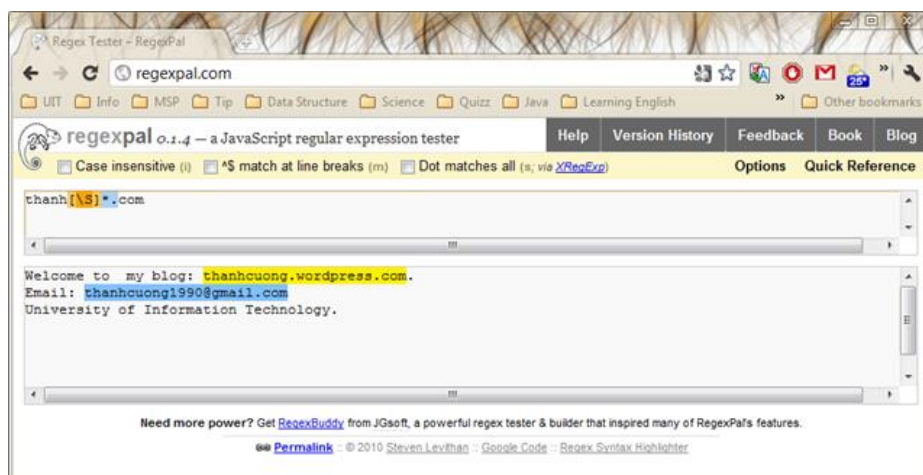 Regex Tester – RegexPal
regexpal.com
UIT Info MSP Tip Data Structure Science Quizz Java Learning English » Other bookmarks
25°
regexpal 0.1.4 — a JavaScript regular expression tester Help Version History Feedback Book Blog
Case insensitive (i) ^$ match at line breaks (m) Dot matches all (s; via XRegExp) Options Quick Reference
thanh[\S]*.com
Welcome to  my blog: thanhcuong.wordpress.com.
Email: thanhcuong1990@gmail.com
University of Information Technology.
Need more power? Get RegexBuddy from JGsoft, a powerful regex tester & builder that inspired many of RegexPal's features.
Permalink :: © 2010 Steven Levithan :: Google Code :: Regex Syntax Highlighter